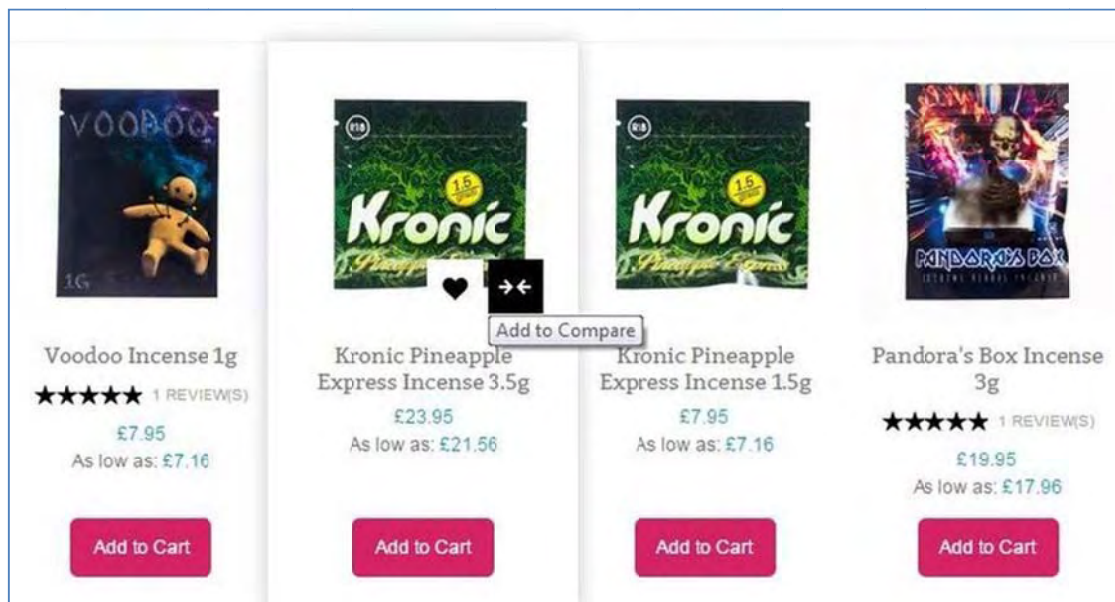 VOODOO
1G
Voodoo Incense 1g
1 REVIEW(S)
£7.95
As low as: £7.16
Add to Cart
R18
1.5
Kronic
Pineapple
Add to Compare
Kronic Pineapple
Express Incense 3.5g
£23.95
As low as: £21.56
Add to Cart
R18
1.5
Kronic
Pineapple Express
Kronic Pineapple
Express Incense 1.5g
£7.95
As low as: £7.16
Add to Cart
PANDORA'S BOX
HERBAL INCENSE
Pandora's Box Incense
3g
1 REVIEW(S)
£19.95
As low as: £17.96
Add to Cart